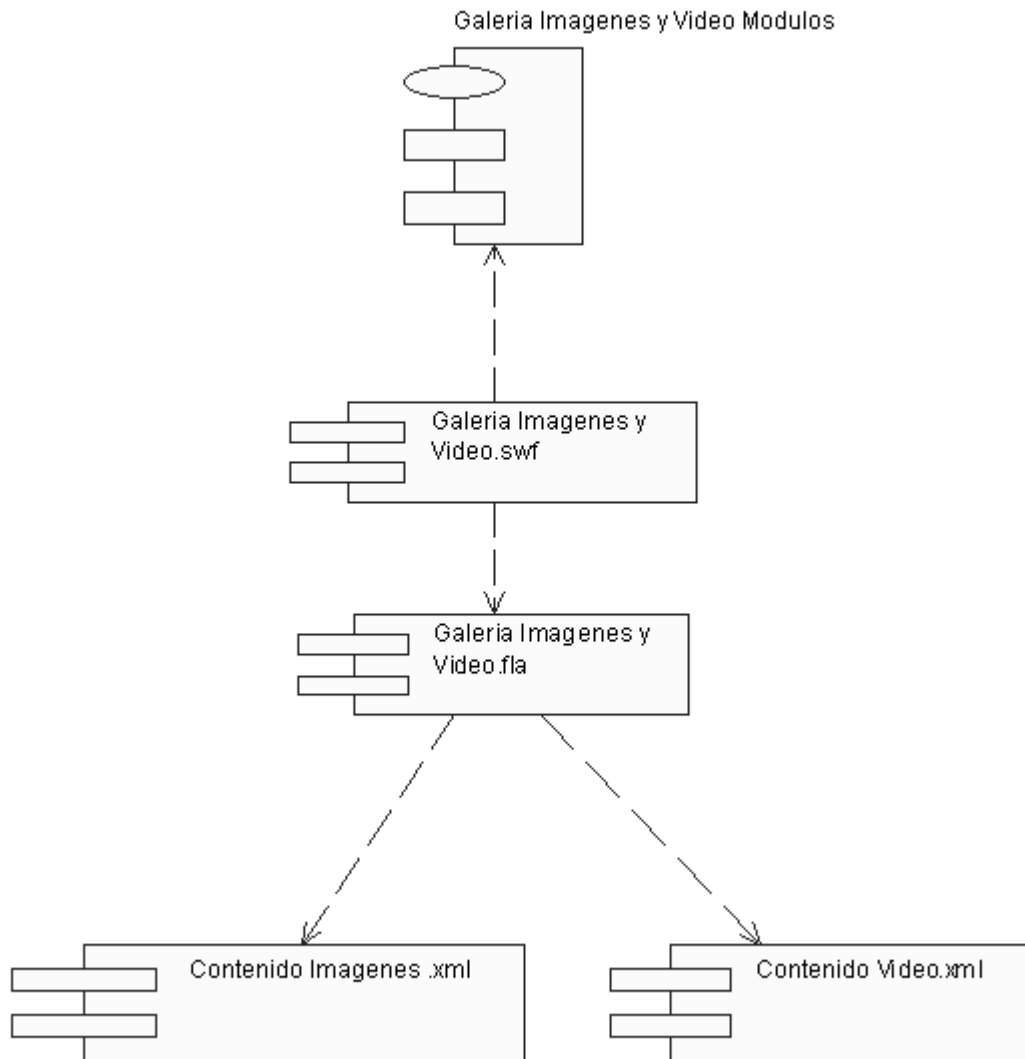 Galeria Imagenes y Video Modulos
Galeria Imagenes y
Video.swf
Galeria Imagenes y
Video.fla
Contenido Imagenes .xml
Contenido Video.xml